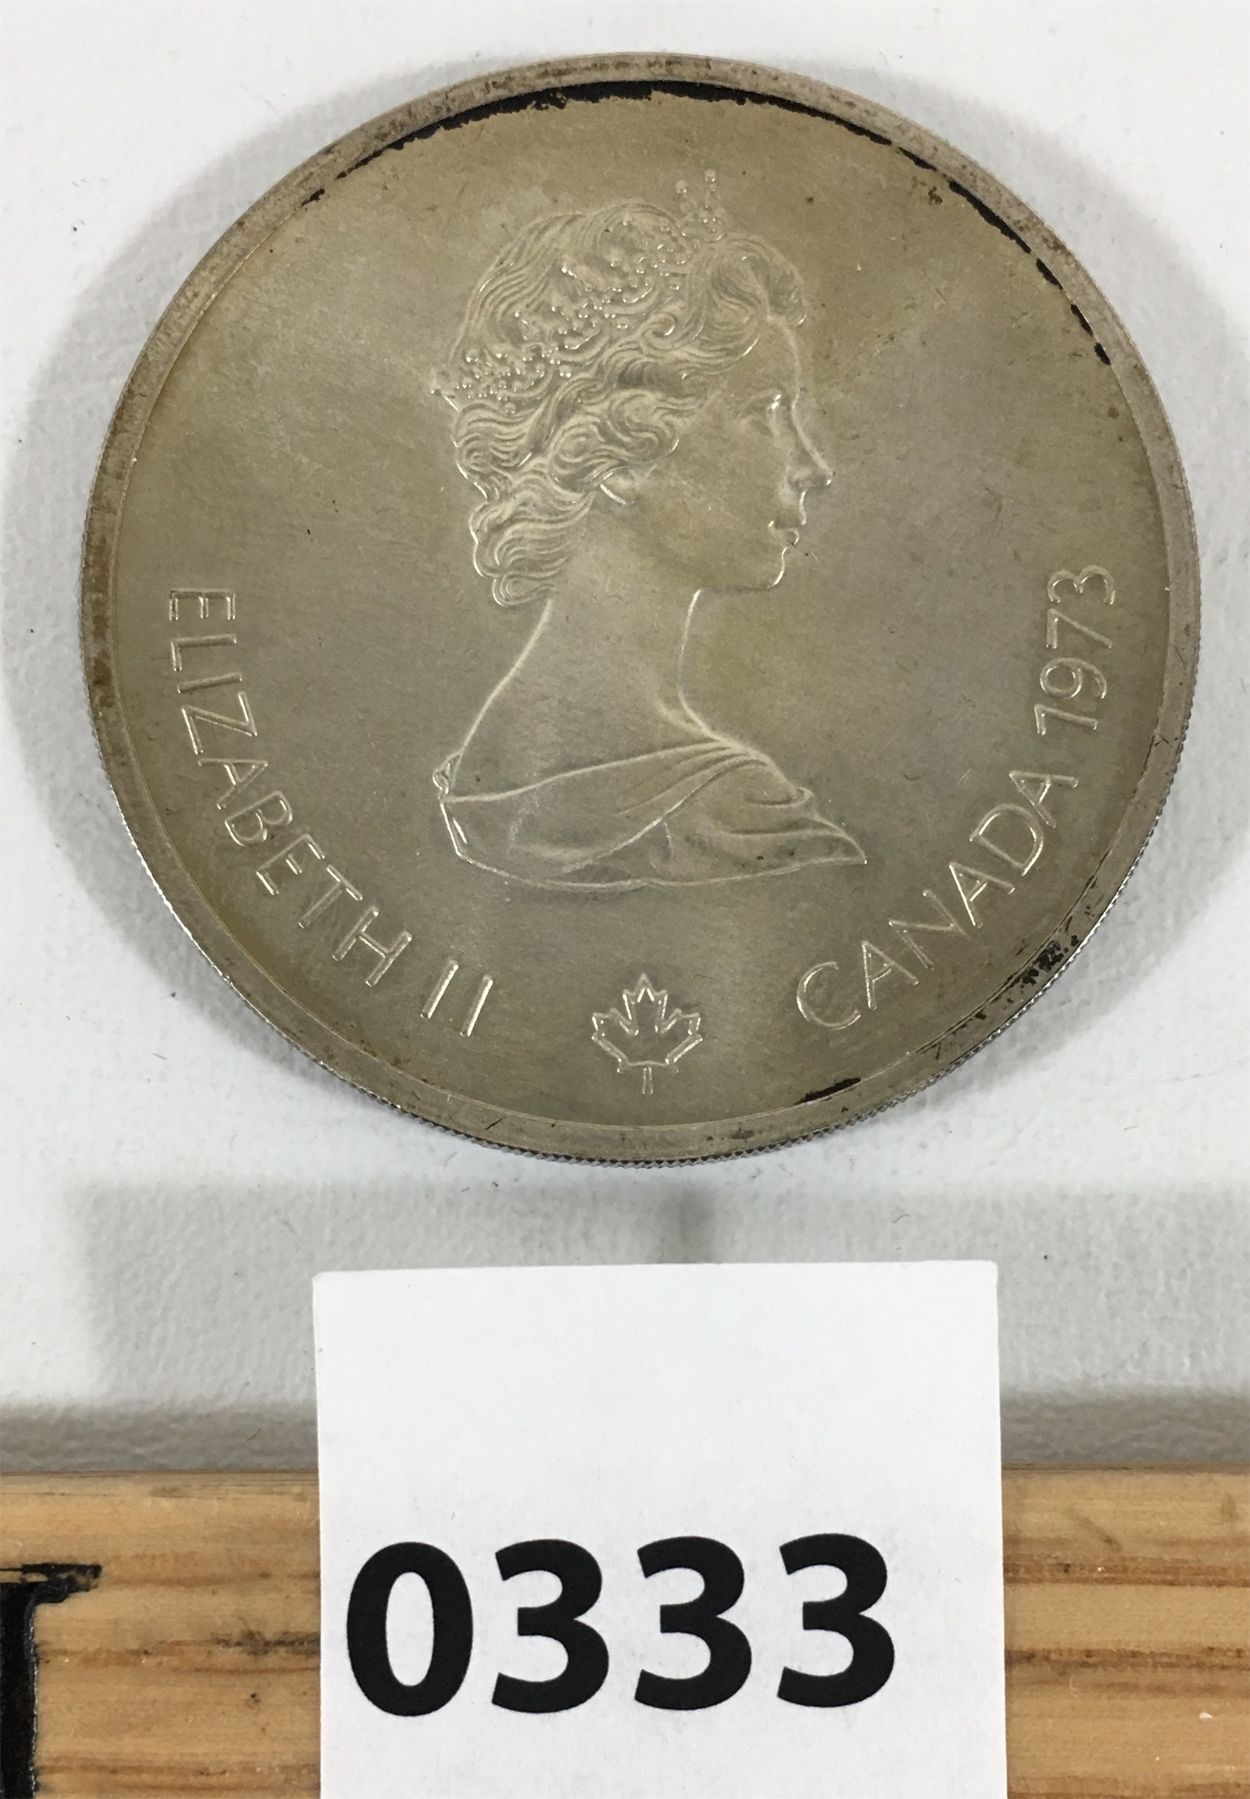 ELIZABETH II
CANADA 1973
0333